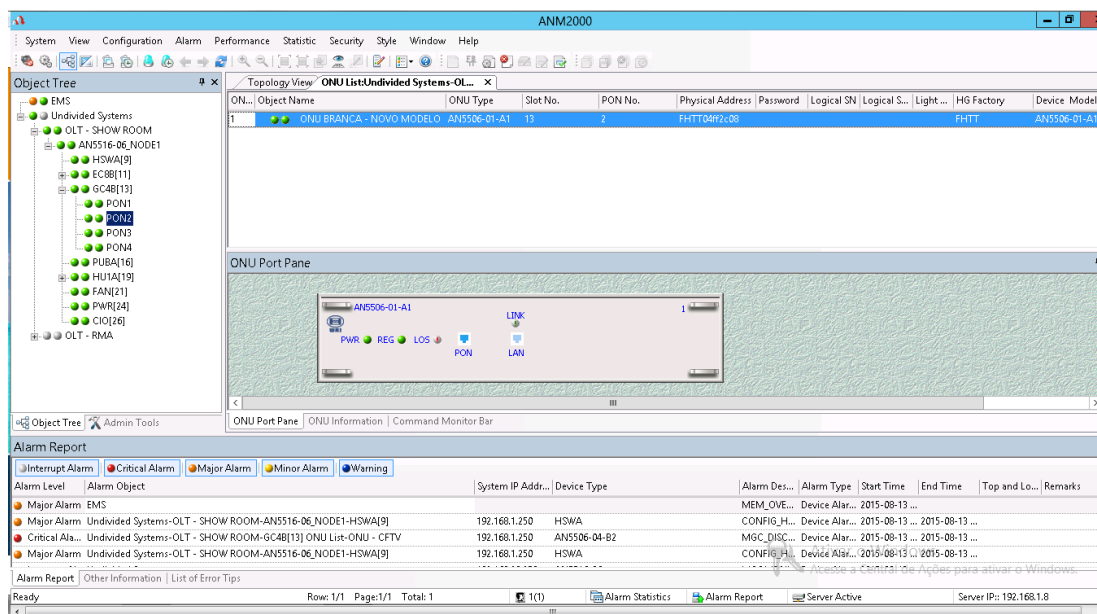 ANM2000
System View Configuration Alarm Performance Statistic Security Style Window Help
Object Tree
EMS
Undivided Systems
OLT - SHOW ROOM
AN5516-06_NODE1
HSWA[9]
EC8B[11]
GC4B[13]
PON1
PON2
PON3
PON4
PUBA[16]
HU1A[19]
FAN[21]
PWR[24]
CIO[26]
OLT - RMA
Object Tree Admin Tools
Topology View ONU List:Undivided Systems-OL... X
ON... Object Name ONU Type Slot No. PON No. Physical Address Password Logical SN Logical S... Light ... HG Factory Device Model
1 ONU BRANCA - NOVO MODELO AN5506-01-A1 13 2 FHTT04ff2c08 FHTT AN5506-01-A1
ONU Port Pane
AN5506-01-A1 1
LINK
PWR REG LOS
PON LAN
ONU Port Pane ONU Information Command Monitor Bar
Alarm Report
Interrupt Alarm Critical Alarm Major Alarm Minor Alarm Warning
Alarm Level Alarm Object System IP Addr... Device Type Alarm Des... Alarm Type Start Time End Time Top and Lo... Remarks
Major Alarm EMS MEM_OVE... Device Alar... 2015-08-13 ...
Major Alarm Undivided Systems-OLT - SHOW ROOM-AN5516-06_NODE1-HSWA[9] 192.168.1.250 HSWA CONFIG_H... Device Alar... 2015-08-13 ... 2015-08-13 ...
Critical Ala... Undivided Systems-OLT - SHOW ROOM-GC4B[13] ONU List-ONU - CFTV 192.168.1.250 AN5506-04-B2 MGC_DISC... Device Alar... 2015-08-13 ... 2015-08-13 ...
Major Alarm Undivided Systems-OLT - SHOW ROOM-AN5516-06_NODE1-HSWA[9] 192.168.1.250 HSWA CONFIG_H... Device Alar... 2015-08-13 ... 2015-08-13 ...
Ativar o Windows
Acesse a Central de Ações para ativar o Windows.
Alarm Report Other Information List of Error Tips
Ready Row: 1/1 Page:1/1 Total: 1 1(1) Alarm Statistics Alarm Report Server Active Server IP:: 192.168.1.8